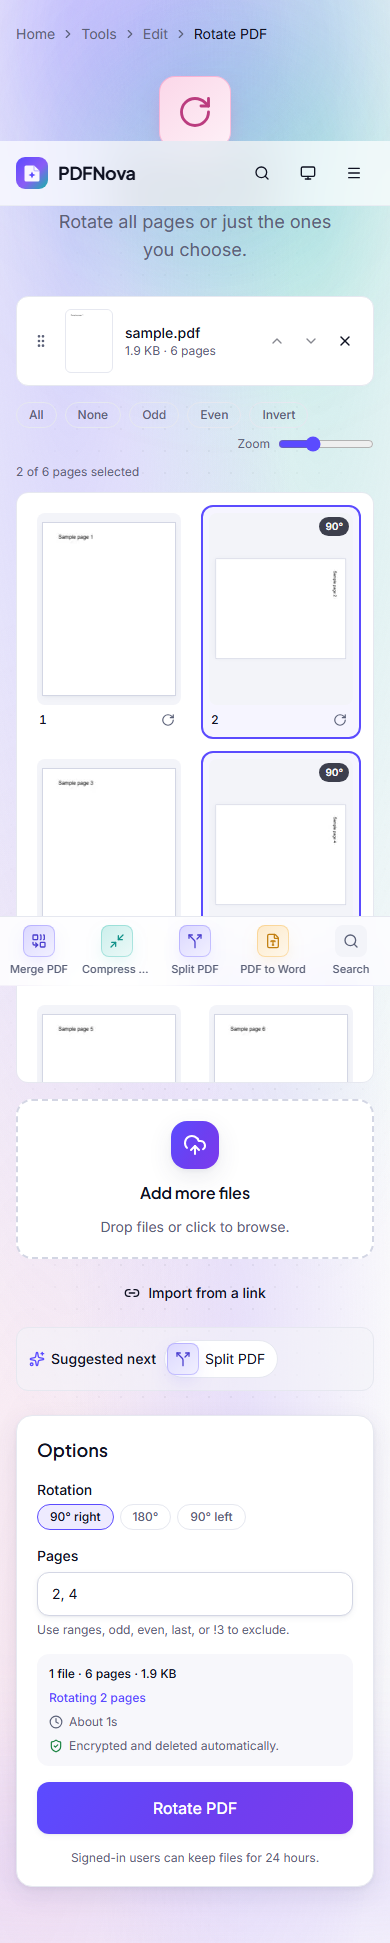 Home > Tools > Edit > Rotate PDF
PDFNova
Rotate all pages or just the ones
you choose.
sample.pdf
1.9 KB · 6 pages
All None Odd Even Invert
Zoom
2 of 6 pages selected
Sample page 1
90°
Sample page 2
1
2
Sample page 3
90°
Sample page 4
Merge PDF Compress ... Split PDF PDF to Word Search
Sample page 5
Sample page 6
Add more files
Drop files or click to browse.
Import from a link
Suggested next Split PDF
Options
Rotation
90° right 180° 90° left
Pages
2, 4
Use ranges, odd, even, last, or !3 to exclude.
1 file · 6 pages · 1.9 KB
Rotating 2 pages
About 1s
Encrypted and deleted automatically.
Rotate PDF
Signed-in users can keep files for 24 hours.